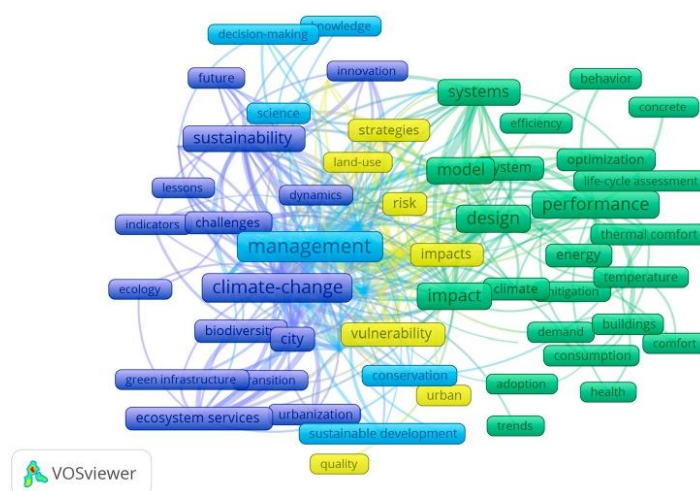 knowledge
decision-making
future
innovation
behavior
systems
concrete
science
efficiency
sustainability
strategies
land-use
model
system
optimization
life-cycle assessment
lessons
dynamics
risk
performance
indicators
challenges
design
thermal comfort
management
impacts
energy
temperature
ecology
climate-change
impact
climate
mitigation
biodiversity
city
vulnerability
demand
buildings
comfort
consumption
green infrastructure
transition
conservation
adoption
health
urban
ecosystem services
urbanization
trends
sustainable development
quality
VOSviewer